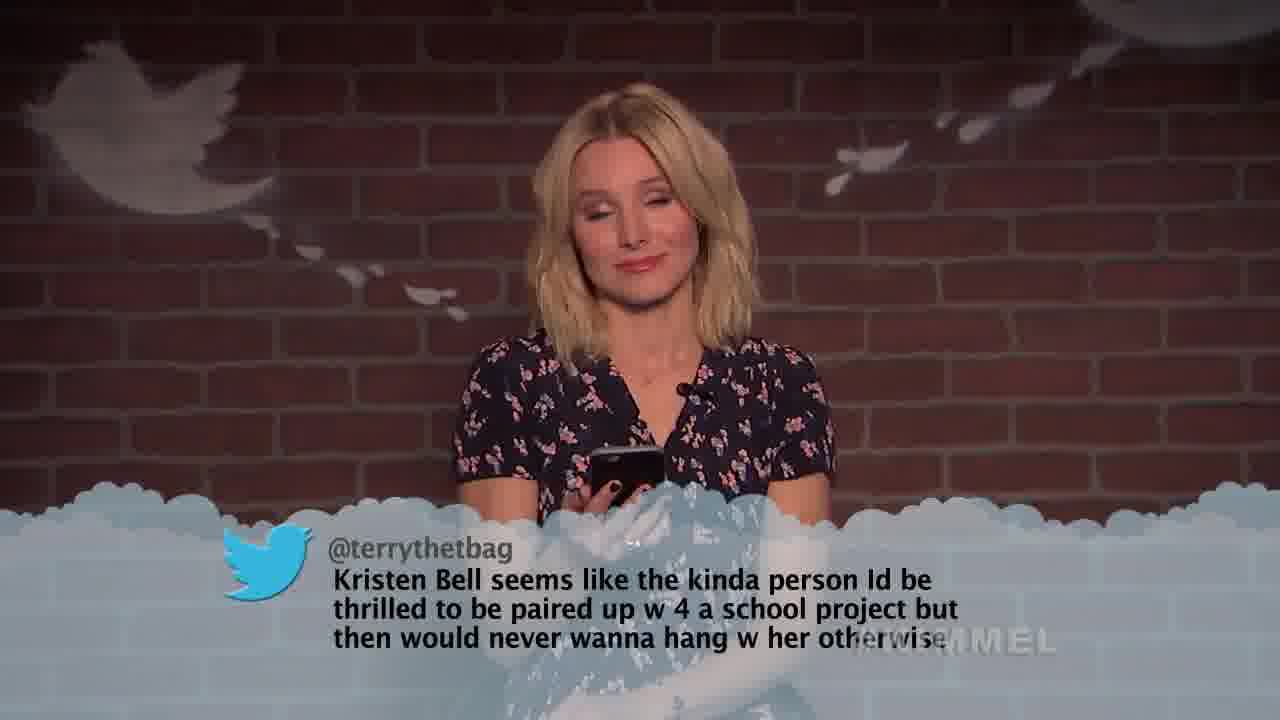 @terrythetbag
Kristen Bell seems like the kinda person Id be
thrilled to be paired up w 4 a school project but
then would never wanna hang w her otherwise